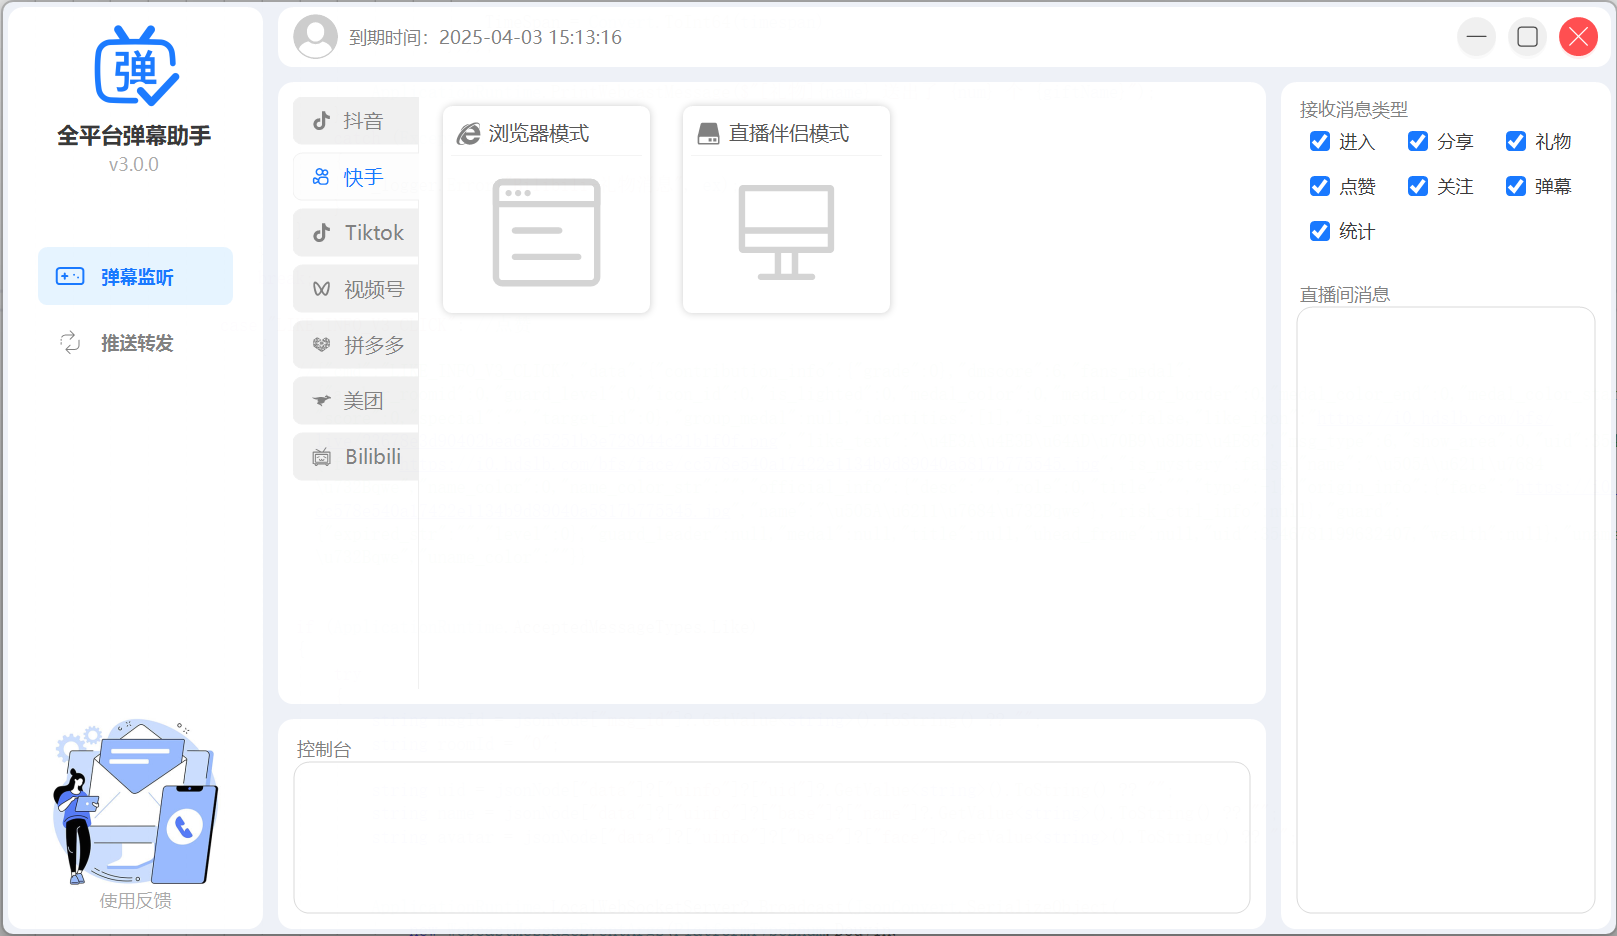 弹
全平台弹幕助手
v3.0.0
弹幕监听
推送转发
使用反馈
到期时间：2025-04-03 15:13:16
抖音
快手
Tiktok
视频号
拼多多
美团
Bilibili
浏览器模式
直播伴侣模式
控制台
接收消息类型
进入 分享 礼物
点赞 关注 弹幕
统计
直播间消息